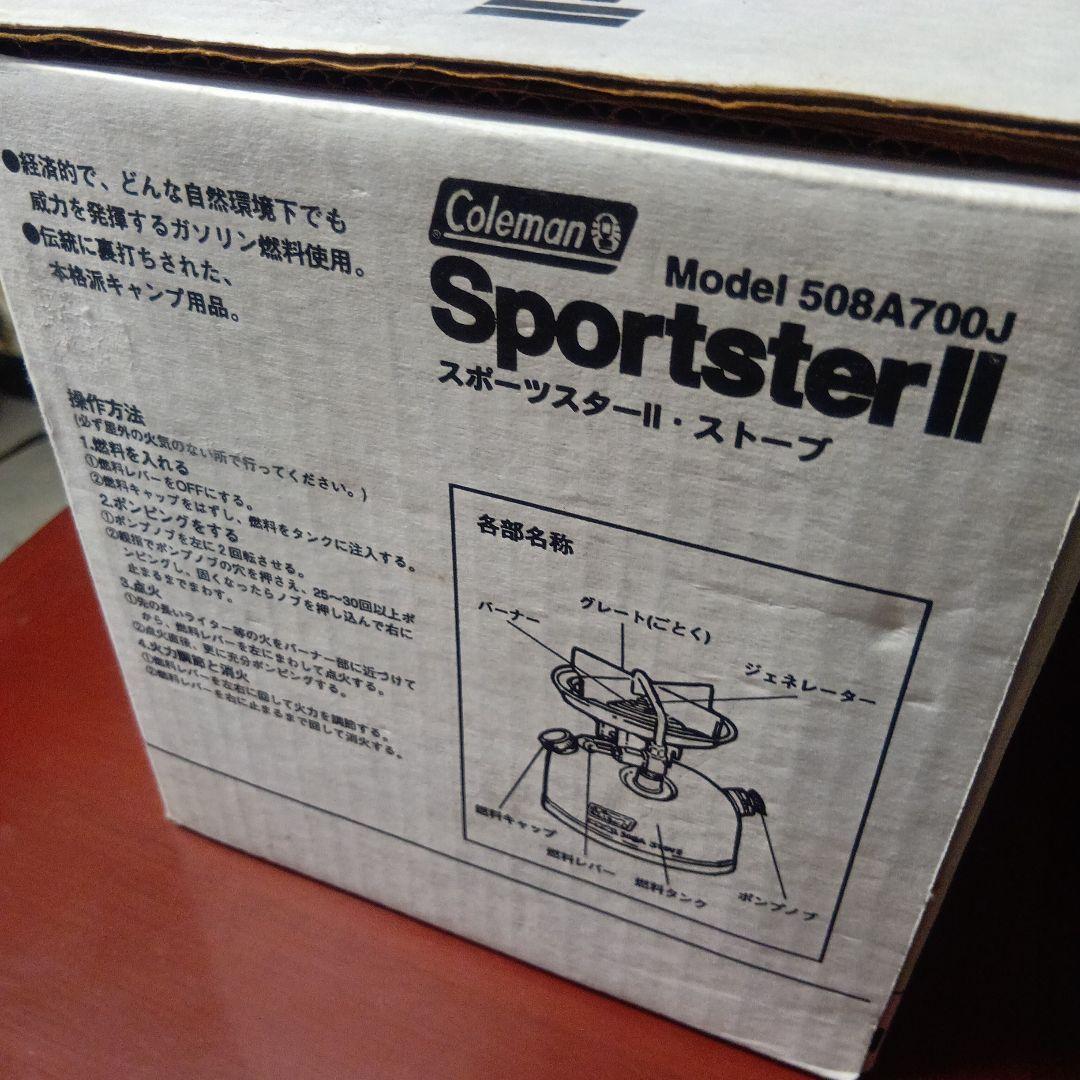 ●経済的で、どんな自然環境下でも
威力を発揮するガソリン燃料使用。
●伝統に裏打ちされた、
本格派キャンプ用品。
Coleman
Model 508A700J
SportsterII
スポーツスターII・ストーブ
操作方法
(必ず屋外の火気のない所で行ってください。)
1.燃料を入れる
①燃料レバーをOFFにする。
②燃料キャップをはずし、燃料をタンクに注入する。
2.ポンピングをする
①ポンプノブを左に2回転させる。
②親指でポンプノブの穴を押さえ、25〜30回以上ポ
ンピングし、固くなったらノブを押し込んで右に
止まるまでまわす。
3.点火
①先の長いライター等の火をバーナー部に近づけて
から、燃料レバーを左にまわして点火する。
②点火直後、更に充分ポンピングする。
4.火力調節と消火
①燃料レバーを左右に回して火力を調節する。
②燃料レバーを右に止まるまで回して消火する。
各部名称
バーナー
グレート(ごとく)
ジェネレーター
Coleman
燃料キャップ
燃料レバー
燃料タンク
ポンプノブ